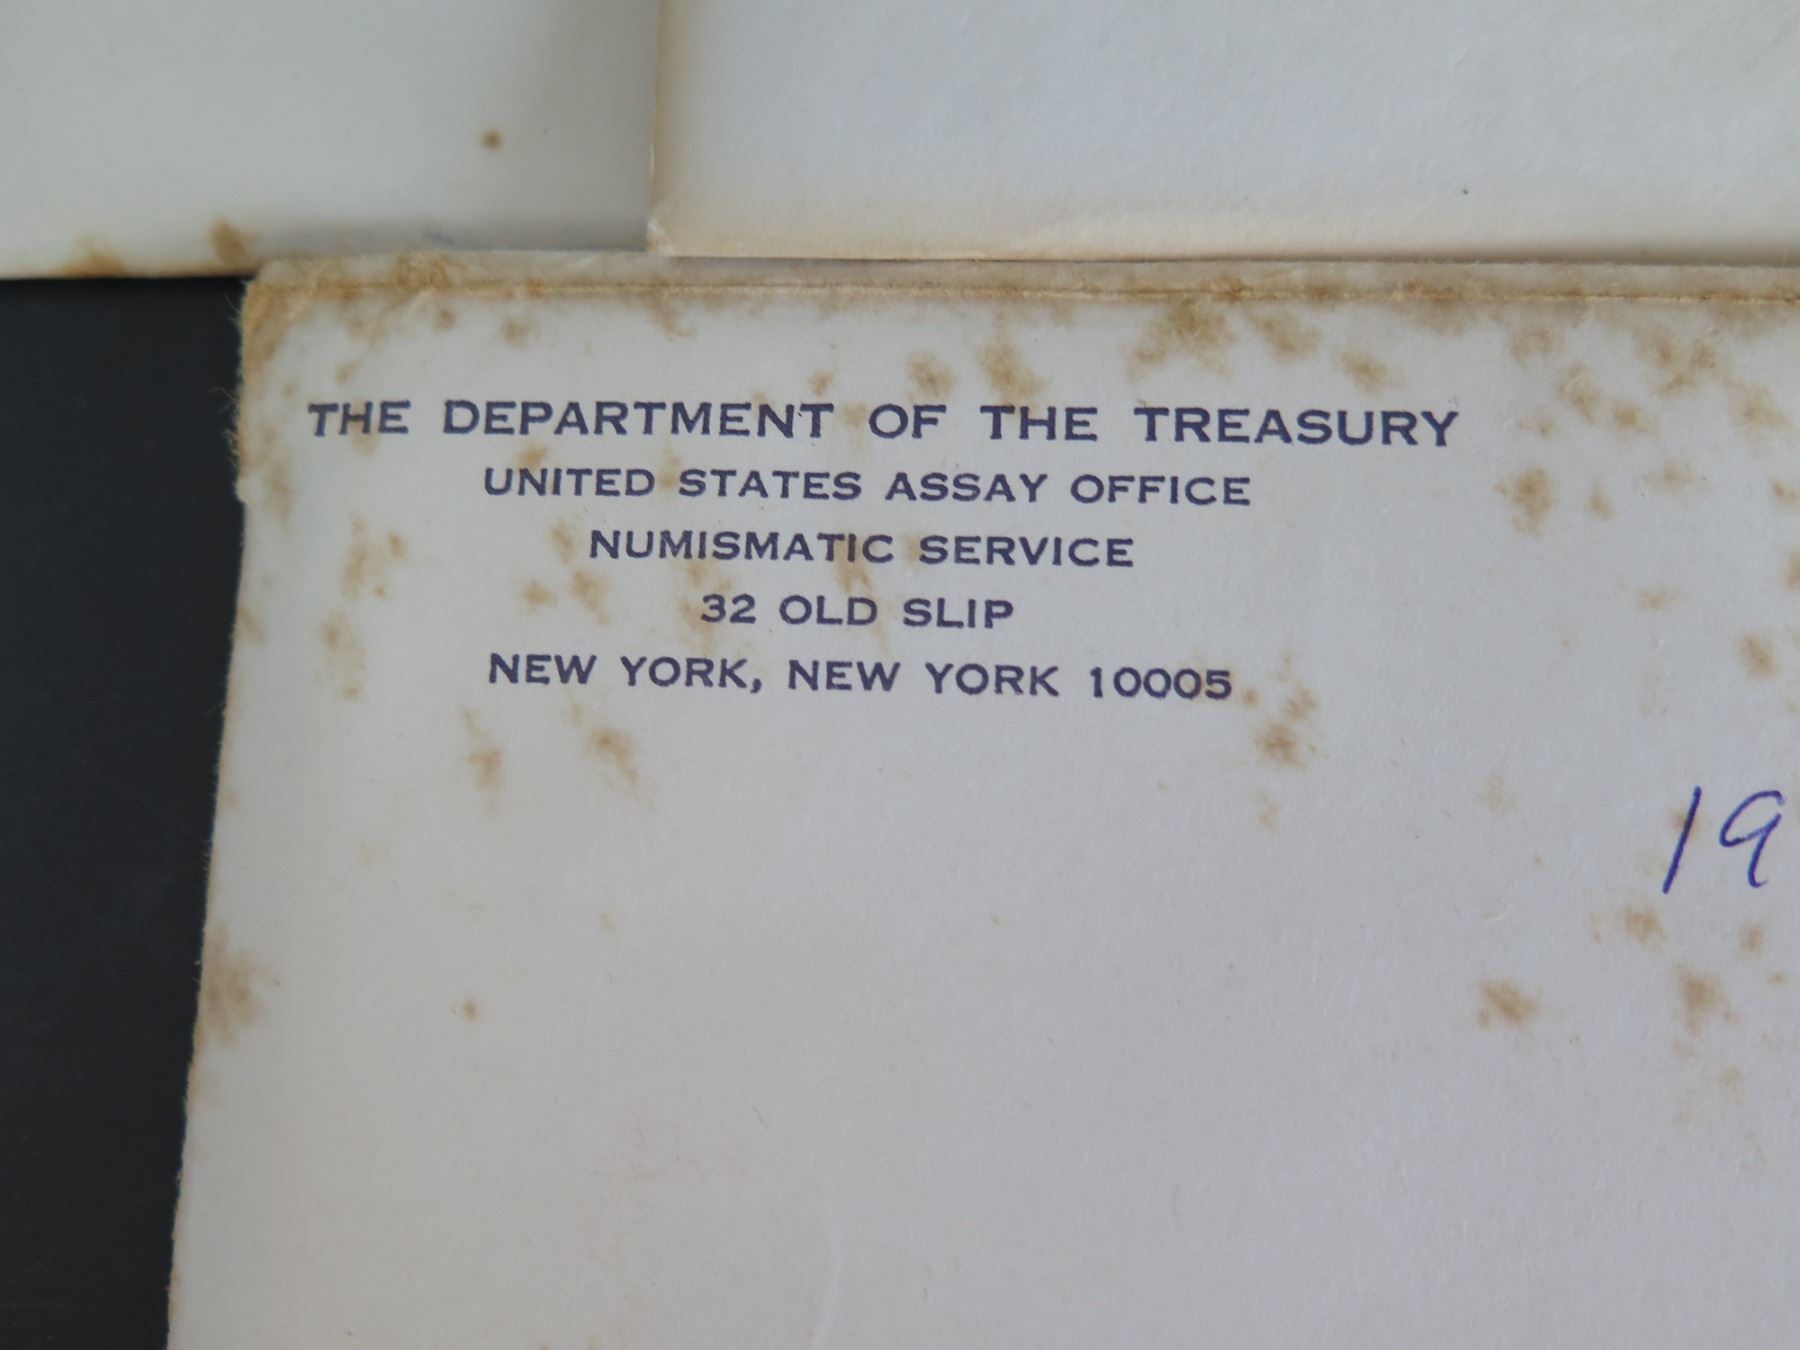 THE DEPARTMENT OF THE TREASURY
UNITED STATES ASSAY OFFICE
NUMISMATIC SERVICE
32 OLD SLIP
NEW YORK, NEW YORK 10005
19